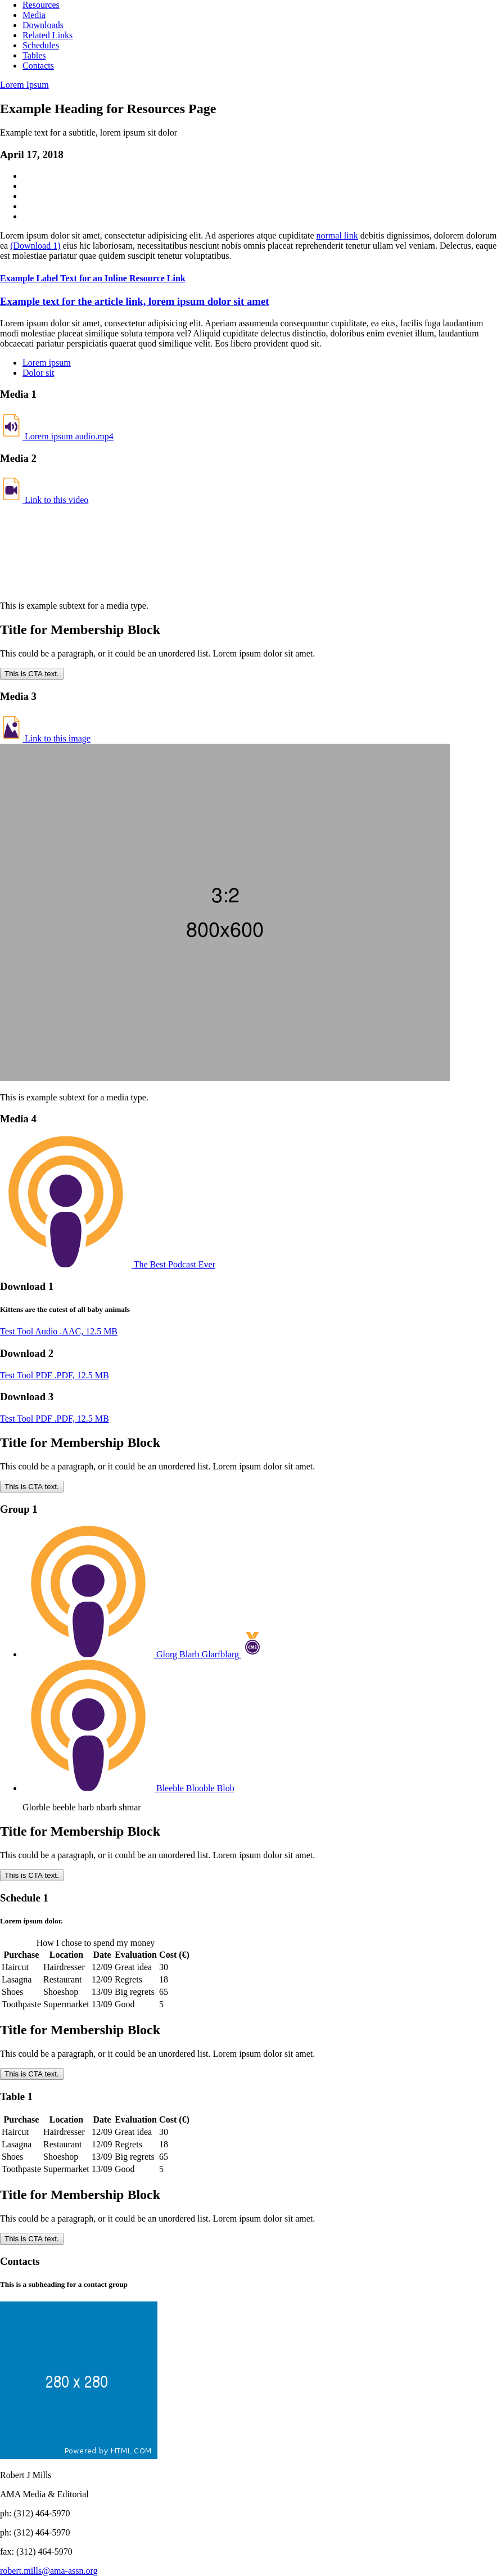 Resources
Media
Downloads
Related Links
Schedules
Tables
Contacts
Lorem Ipsum
Example Heading for Resources Page
Example text for a subtitle, lorem ipsum sit dolor
April 17, 2018
Lorem ipsum dolor sit amet, consectetur adipisicing elit. Ad asperiores atque cupiditate normal link debitis dignissimos, dolorem dolorum
ea (Download 1) eius hic laboriosam, necessitatibus nesciunt nobis omnis placeat reprehenderit tenetur ullam vel veniam. Delectus, eaque
est molestiae pariatur quae quidem suscipit tenetur voluptatibus.
Example Label Text for an Inline Resource Link
Example text for the article link, lorem ipsum dolor sit amet
Lorem ipsum dolor sit amet, consectetur adipisicing elit. Aperiam assumenda consequuntur cupiditate, ea eius, facilis fuga laudantium
modi molestiae placeat similique soluta tempora vel? Aliquid cupiditate delectus distinctio, doloribus enim eveniet illum, laudantium
obcaecati pariatur perspiciatis quaerat quod similique velit. Eos libero provident quod sit.
Lorem ipsum
Dolor sit
Media 1
Lorem ipsum audio.mp4
Media 2
Link to this video
This is example subtext for a media type.
Title for Membership Block
This could be a paragraph, or it could be an unordered list. Lorem ipsum dolor sit amet.
This is CTA text.
Media 3
Link to this image
3:2
800x600
This is example subtext for a media type.
Media 4
The Best Podcast Ever
Download 1
Kittens are the cutest of all baby animals
Test Tool Audio .AAC, 12.5 MB
Download 2
Test Tool PDF .PDF, 12.5 MB
Download 3
Test Tool PDF .PDF, 12.5 MB
Title for Membership Block
This could be a paragraph, or it could be an unordered list. Lorem ipsum dolor sit amet.
This is CTA text.
Group 1
Glorg Blarb Glarfblarg CME
Bleeble Blooble Blob
Glorble beeble barb nbarb shmar
Title for Membership Block
This could be a paragraph, or it could be an unordered list. Lorem ipsum dolor sit amet.
This is CTA text.
Schedule 1
Lorem ipsum dolor.
How I chose to spend my money
Purchase Location Date Evaluation Cost (€)
Haircut Hairdresser 12/09 Great idea 30
Lasagna Restaurant 12/09 Regrets 18
Shoes Shoeshop 13/09 Big regrets 65
Toothpaste Supermarket 13/09 Good 5
Title for Membership Block
This could be a paragraph, or it could be an unordered list. Lorem ipsum dolor sit amet.
This is CTA text.
Table 1
Purchase Location Date Evaluation Cost (€)
Haircut Hairdresser 12/09 Great idea 30
Lasagna Restaurant 12/09 Regrets 18
Shoes Shoeshop 13/09 Big regrets 65
Toothpaste Supermarket 13/09 Good 5
Title for Membership Block
This could be a paragraph, or it could be an unordered list. Lorem ipsum dolor sit amet.
This is CTA text.
Contacts
This is a subheading for a contact group
280 x 280
Powered by HTML.COM
Robert J Mills
AMA Media & Editorial
ph: (312) 464-5970
ph: (312) 464-5970
fax: (312) 464-5970
robert.mills@ama-assn.org